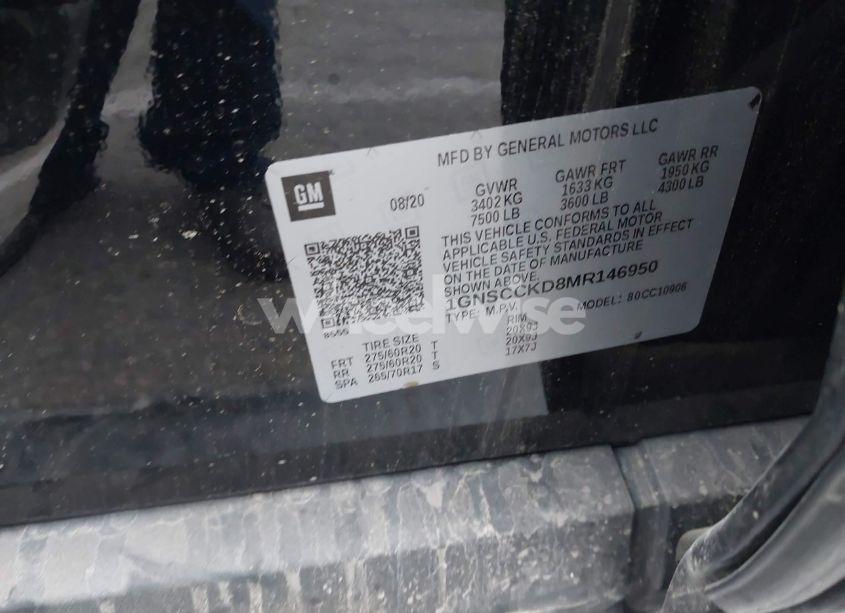 MFD BY GENERAL MOTORS LLC
GM
08/20
GVWR GAWR FRT GAWR RR
3402 KG 1633 KG 1950 KG
7500 LB 3600 LB 4300 LB
THIS VEHICLE CONFORMS TO ALL
APPLICABLE U.S. FEDERAL MOTOR
VEHICLE SAFETY STANDARDS IN EFFECT
ON THE DATE OF MANUFACTURE
SHOWN ABOVE.
1GNSCCKD8MR146950
TYPE: M.P.V. MODEL: 80CC10906
TIRE SIZE RIM
FRT 275/60R20 T 20X9J
RR 275/60R20 T 20X9J
SPA 265/70R17 S 17X7J